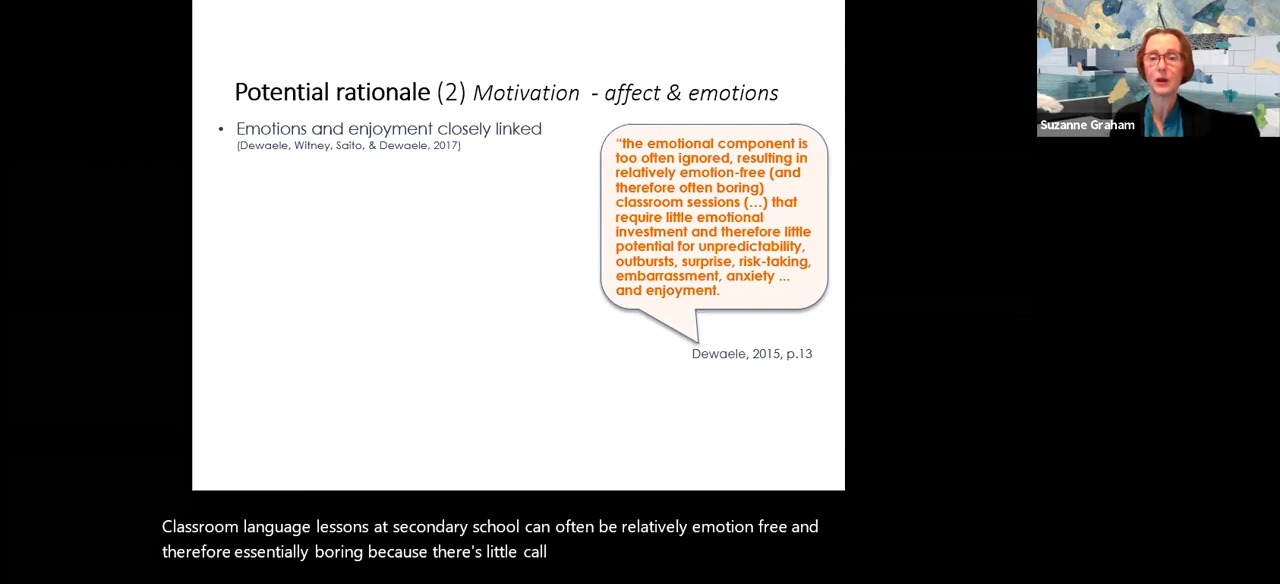 Potential rationale (2) Motivation - affect & emotions
• Emotions and enjoyment closely linked
(Dewaele, Witney, Saito, & Dewaele, 2017)
"the emotional component is
too often ignored, resulting in
relatively emotion-free (and
therefore often boring)
classroom sessions (…) that
require little emotional
investment and therefore little
potential for unpredictability,
outbursts, surprise, risk-taking,
embarrassment, anxiety ...
and enjoyment.
Dewaele, 2015, p.13
Suzanne Graham
Classroom language lessons at secondary school can often be relatively emotion free and
therefore essentially boring because there's little call